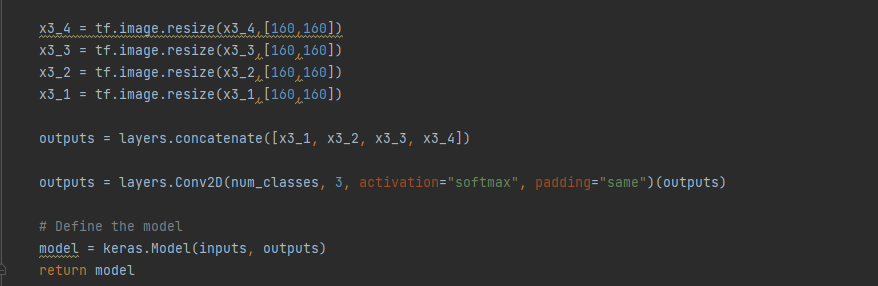 x3_4 = tf.image.resize(x3_4,[160,160])
x3_3 = tf.image.resize(x3_3,[160,160])
x3_2 = tf.image.resize(x3_2,[160,160])
x3_1 = tf.image.resize(x3_1,[160,160])
outputs = layers.concatenate([x3_1, x3_2, x3_3, x3_4])
outputs = layers.Conv2D(num_classes, 3, activation="softmax", padding="same")(outputs)
# Define the model
model = keras.Model(inputs, outputs)
return model